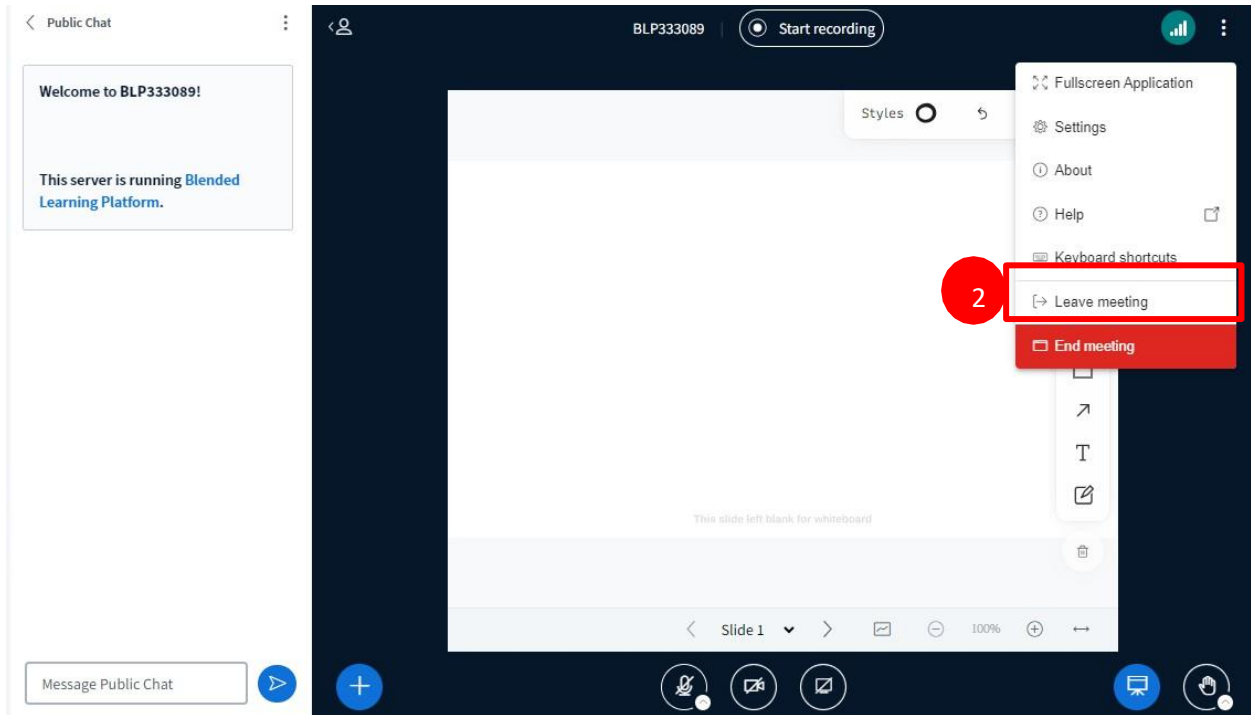 Public Chat
Welcome to BLP333089!
This server is running Blended
Learning Platform.
Message Public Chat
BLP333089
Start recording
Styles
Fullscreen Application
Settings
About
Help
Keyboard shortcuts
2
Leave meeting
End meeting
T
This slide left blank for whiteboard
Slide 1
100%